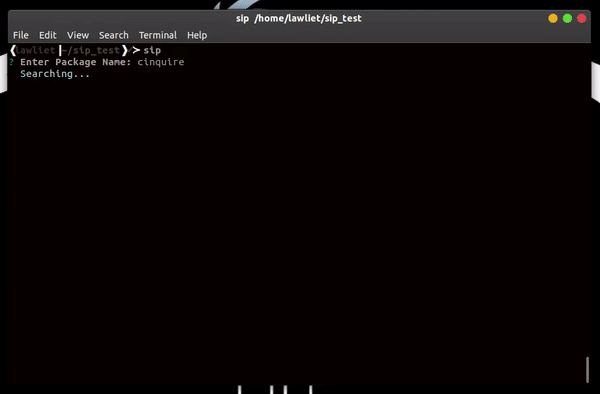 sip /home/lawliet/sip_test
File Edit View Search Terminal Help
❨lawliet ~/sip_test❩➤ sip
? Enter Package Name: cinquire
Searching...